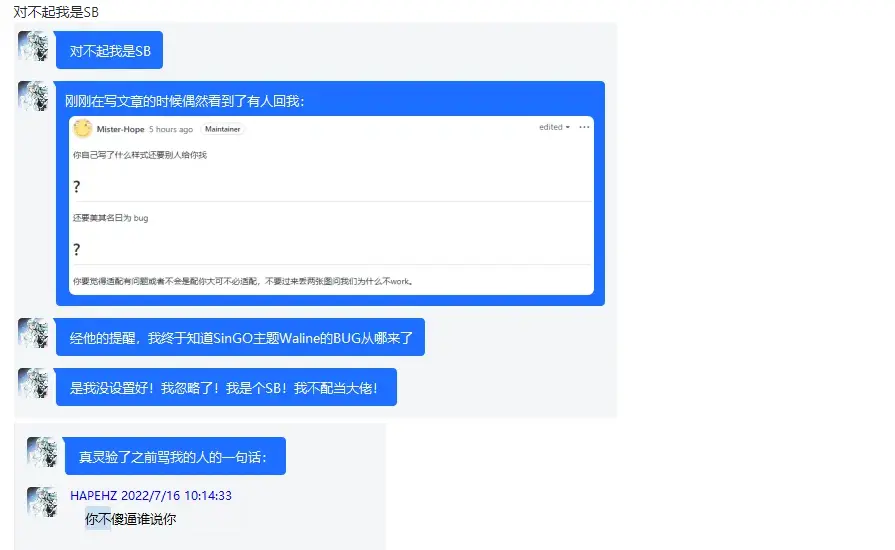 对不起我是SB
对不起我是SB
刚刚在写文章的时候偶然看到了有人回我：
Mister-Hope 5 hours ago Maintainer edited
你自己写了什么样式还要别人给你找
?
还要美其名曰为 bug
?
你要觉得适配有问题或者不会是配你大可不必适配，不要过来丢两张图问我们为什么不work。
经他的提醒，我终于知道SinGO主题Waline的BUG从哪来了
是我没设置好！我忽略了！我是个SB！我不配当大佬！
真灵验了之前骂我的人的一句话：
HAPEHZ 2022/7/16 10:14:33
你不傻逼谁说你